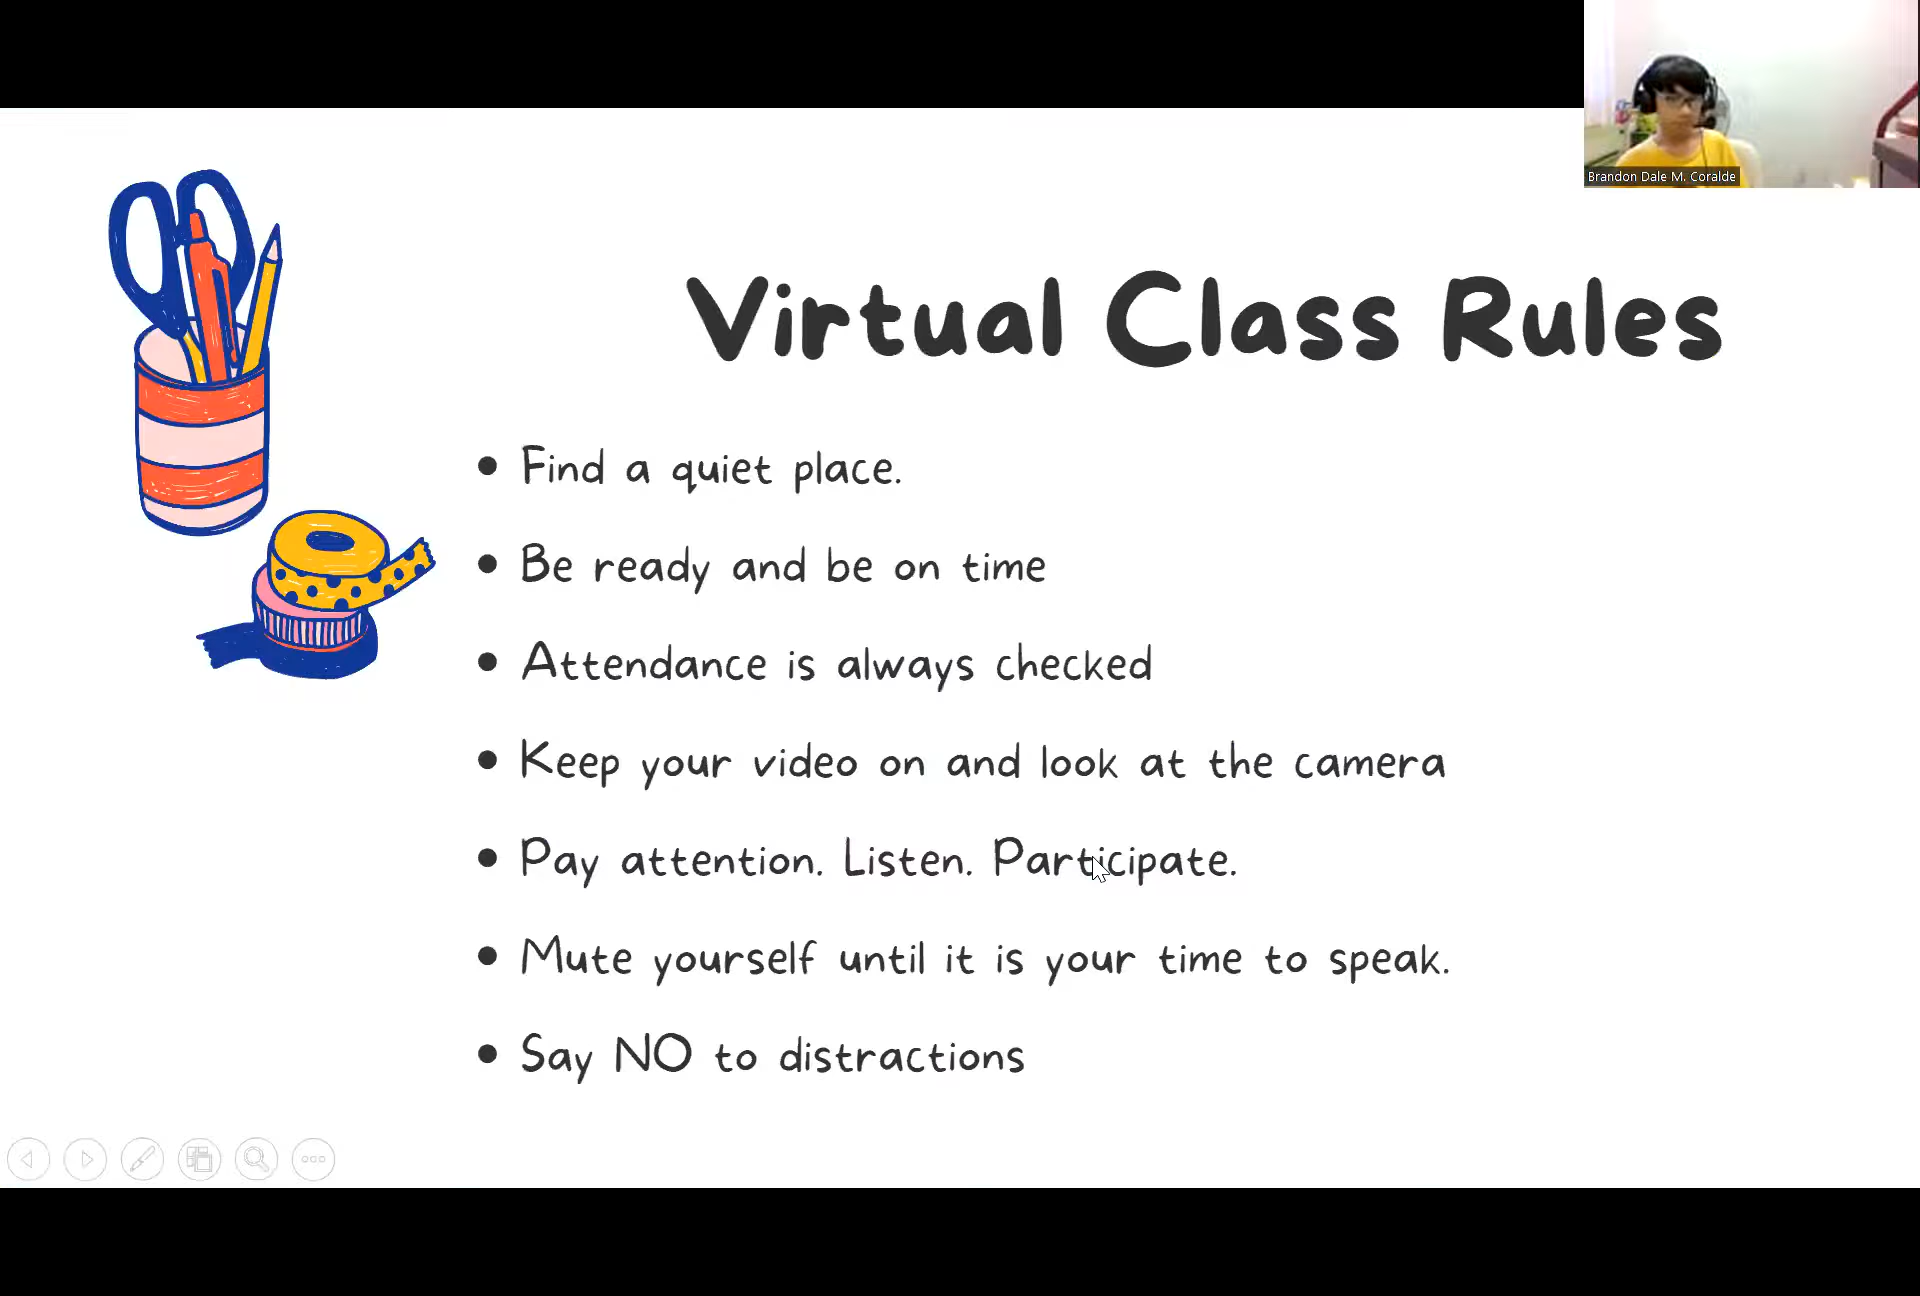 Brandon Dale M. Coralde
Virtual Class Rules
• Find a quiet place.
• Be ready and be on time
• Attendance is always checked
• Keep your video on and look at the camera
• Pay attention. Listen. Participate.
• Mute yourself until it is your time to speak.
• Say NO to distractions